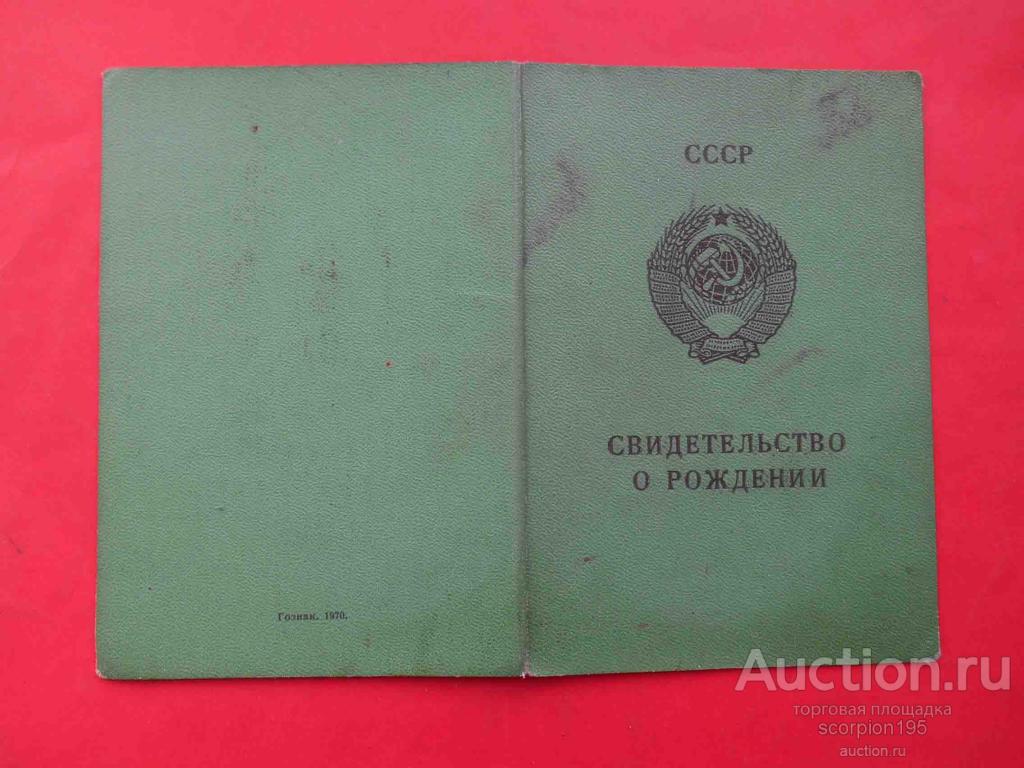 СССР
СВИДЕТЕЛЬСТВО
О РОЖДЕНИИ
Гознак. 1970.
Auction.ru
торговая площадка
scorpion195
auction.ru